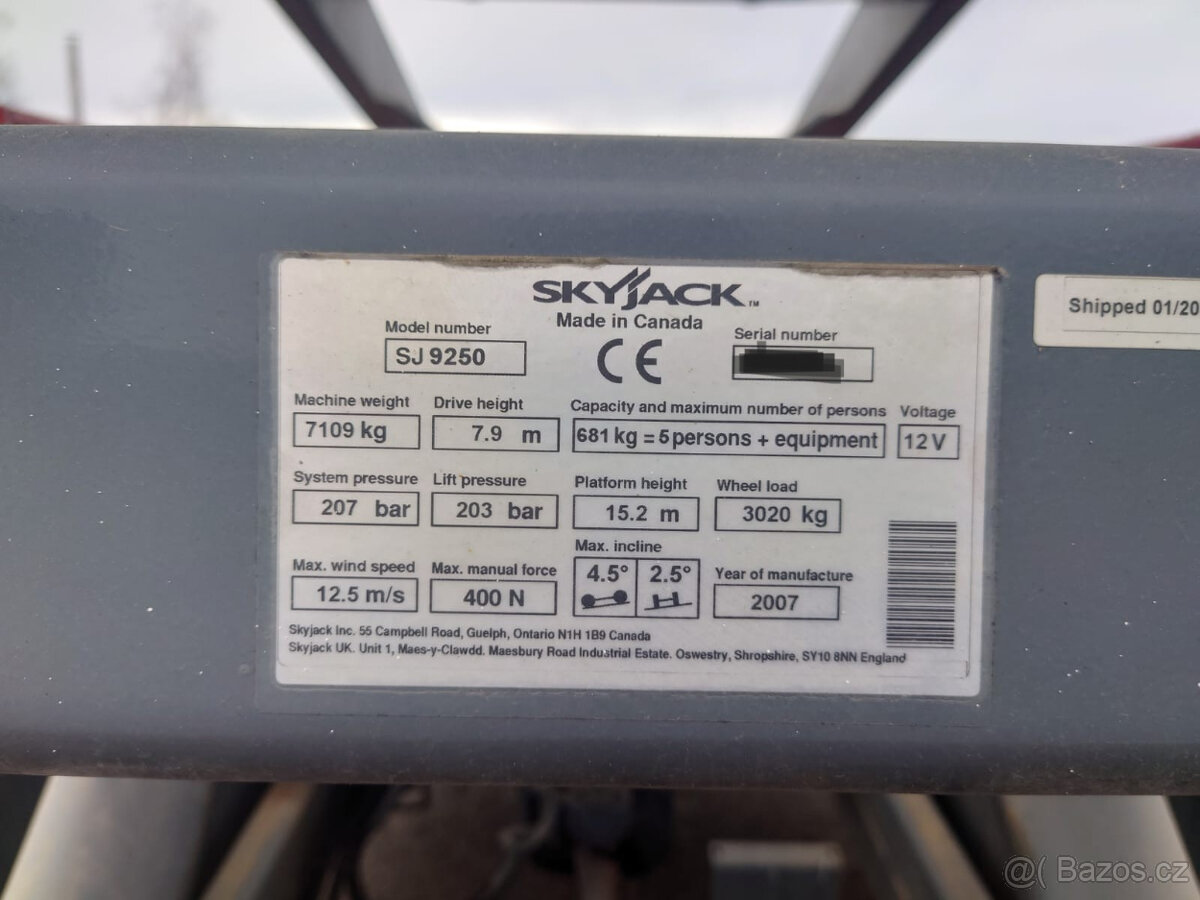 SKYJACK™
Made in Canada
Model number
SJ 9250
CE
Serial number
Shipped 01/20
Machine weight
7109 kg
Drive height
7.9 m
Capacity and maximum number of persons
681 kg = 5 persons + equipment
Voltage
12 V
System pressure
207 bar
Lift pressure
203 bar
Platform height
15.2 m
Wheel load
3020 kg
Max. wind speed
12.5 m/s
Max. manual force
400 N
Max. incline
4.5° 2.5°
Year of manufacture
2007
Skyjack Inc. 55 Campbell Road, Guelph, Ontario N1H 1B9 Canada
Skyjack UK. Unit 1, Maes-y-Clawdd. Maesbury Road Industrial Estate. Oswestry, Shropshire, SY10 8NN England
@( Bazos.cz